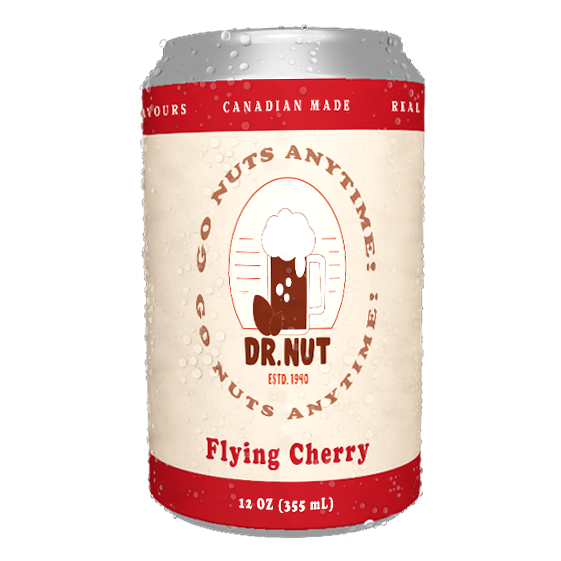 CANADIAN MADE
REAL
GO NUTS ANYTIME!
DR.NUT
ESTD. 1940
GO NUTS ANYTIME!
Flying Cherry
12 OZ (355 mL)